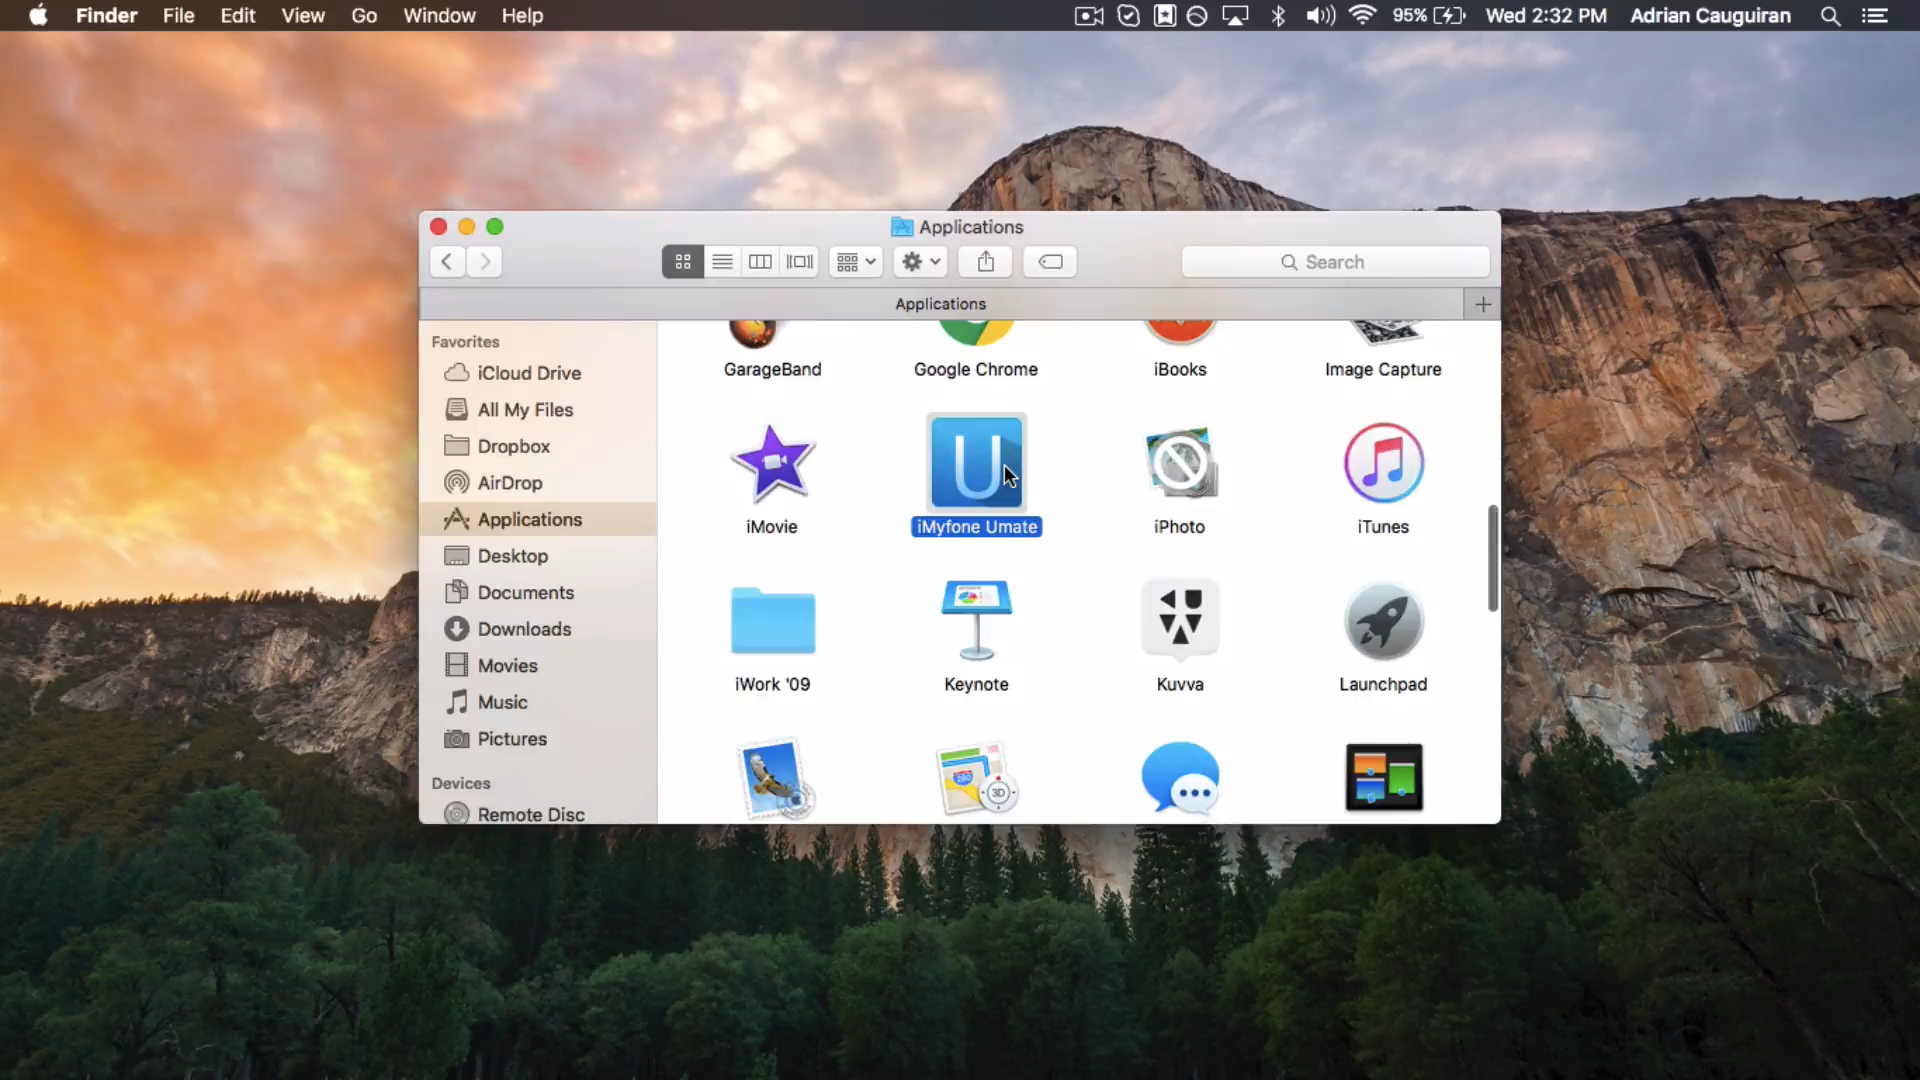 Finder File Edit View Go Window Help 95% Wed 2:32 PM Adrian Cauguiran
Applications
Search
Applications
Favorites
iCloud Drive
All My Files
Dropbox
AirDrop
Applications
Desktop
Documents
Downloads
Movies
Music
Pictures
Devices
Remote Disc
GarageBand Google Chrome iBooks Image Capture
U
iMovie iMyfone Umate iPhoto iTunes
iWork '09 Keynote Kuvva Launchpad
280
3D